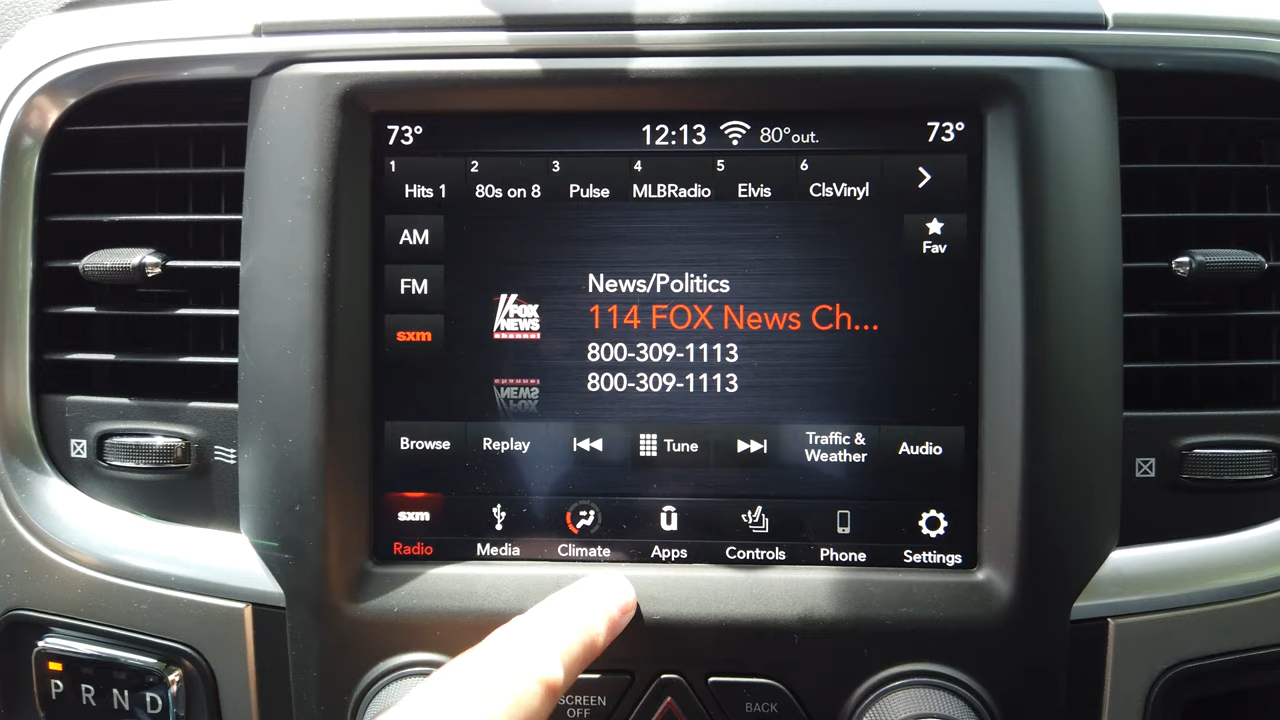 73° 12:13 80°out. 73°
1 2 3 4 5 6
Hits 1 80s on 8 Pulse MLBRadio Elvis ClsVinyl
AM
Fav
FM
News/Politics
FOX
NEWS
channel
114 FOX News Ch...
sxm
800-309-1113
800-309-1113
Browse Replay Tune Traffic &
Weather Audio
sxm
Radio Media Climate Apps Controls Phone Settings
P R N D
SCREEN
OFF
BACK